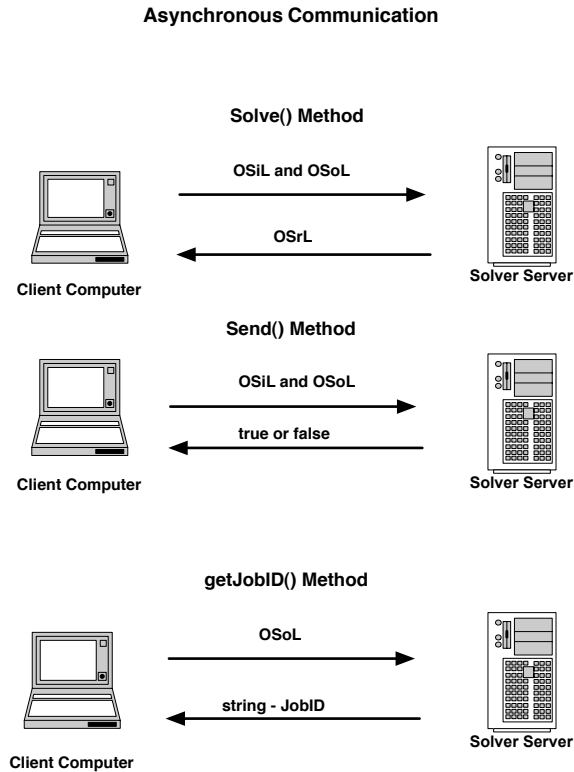 Asynchronous Communication
Solve() Method
OSiL and OSoL
OSrL
Client Computer
Solver Server
Send() Method
OSiL and OSoL
true or false
Client Computer
Solver Server
getJobID() Method
OSoL
string - JobID
Client Computer
Solver Server